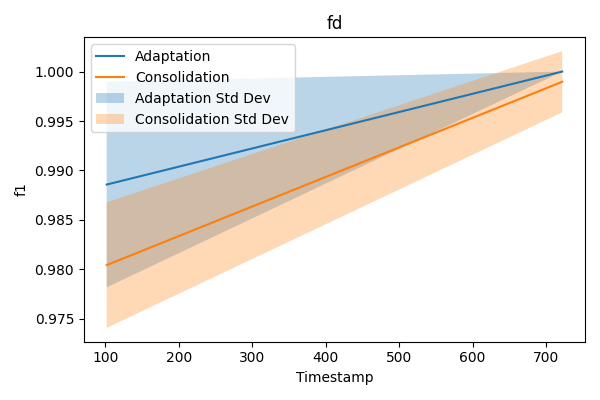 fd
Adaptation
Consolidation
Adaptation Std Dev
Consolidation Std Dev
1.000
0.995
0.990
0.985
0.980
0.975
f1
100 200 300 400 500 600 700
Timestamp